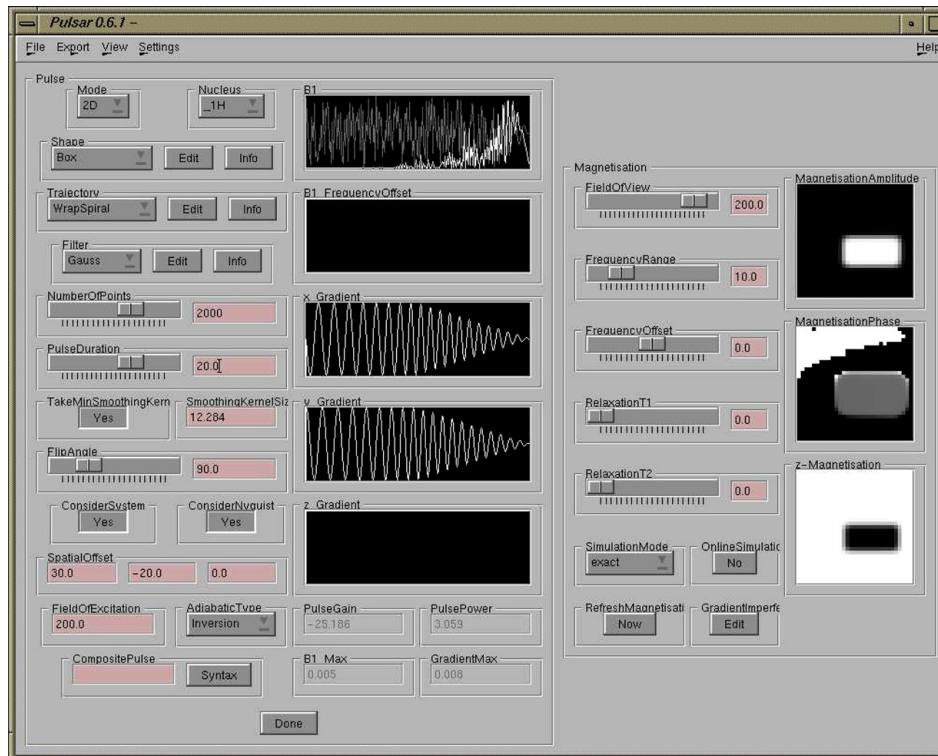 Pulsar 0.6.1 –
File Export View Settings Help
Pulse
Mode Nucleus
2D _1H
Shape
Box Edit Info
Trajectory
WrapSpiral Edit Info
Filter
Gauss Edit Info
NumberOfPoints
2000
PulseDuration
20.0
TakeMinSmoothingKern SmoothingKernelSiz
Yes 12.284
FlipAngle
90.0
ConsiderSystem ConsiderNyquist
Yes Yes
SpatialOffset
30.0 -20.0 0.0
FieldOfExcitation AdiabaticType
200.0 Inversion
CompositePulse
Syntax
B1
B1_FrequencyOffset
x_Gradient
y_Gradient
z_Gradient
PulseGain PulsePower
-25.186 3.059
B1_Max GradientMax
0.005 0.008
Done
Magnetisation
FieldOfView
200.0
FrequencyRange
10.0
FrequencyOffset
0.0
RelaxationT1
0.0
RelaxationT2
0.0
SimulationMode OnlineSimulatic
exact No
RefreshMagnetisati GradientImperfe
Now Edit
MagnetisationAmplitude
MagnetisationPhase
z-Magnetisation